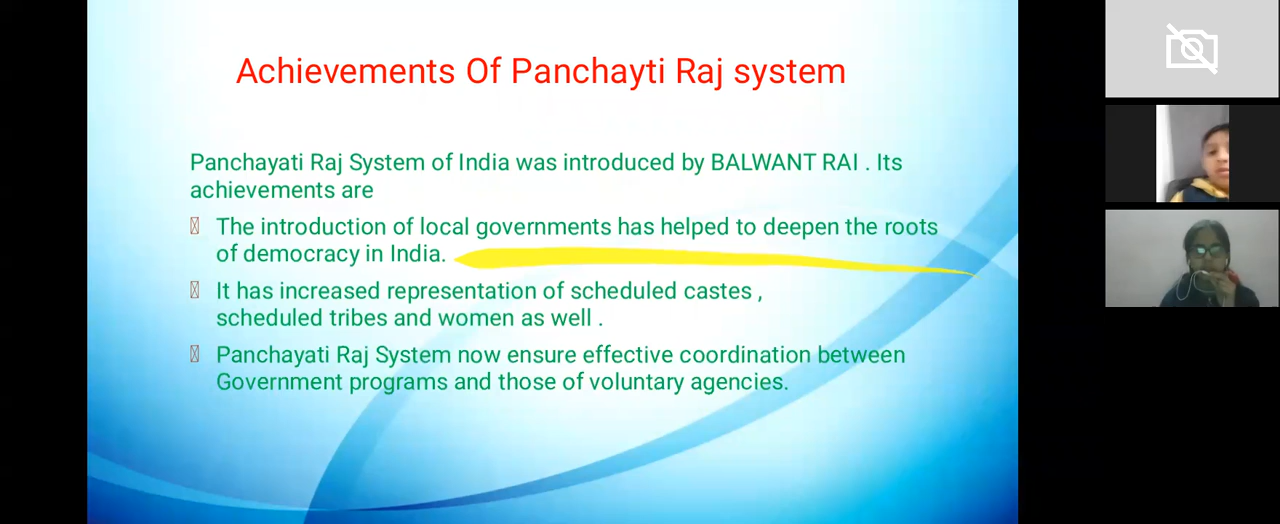 Achievements Of Panchayti Raj system
Panchayati Raj System of India was introduced by BALWANT RAI . Its
achievements are
The introduction of local governments has helped to deepen the roots
of democracy in India.
It has increased representation of scheduled castes ,
scheduled tribes and women as well .
Panchayati Raj System now ensure effective coordination between
Government programs and those of voluntary agencies.